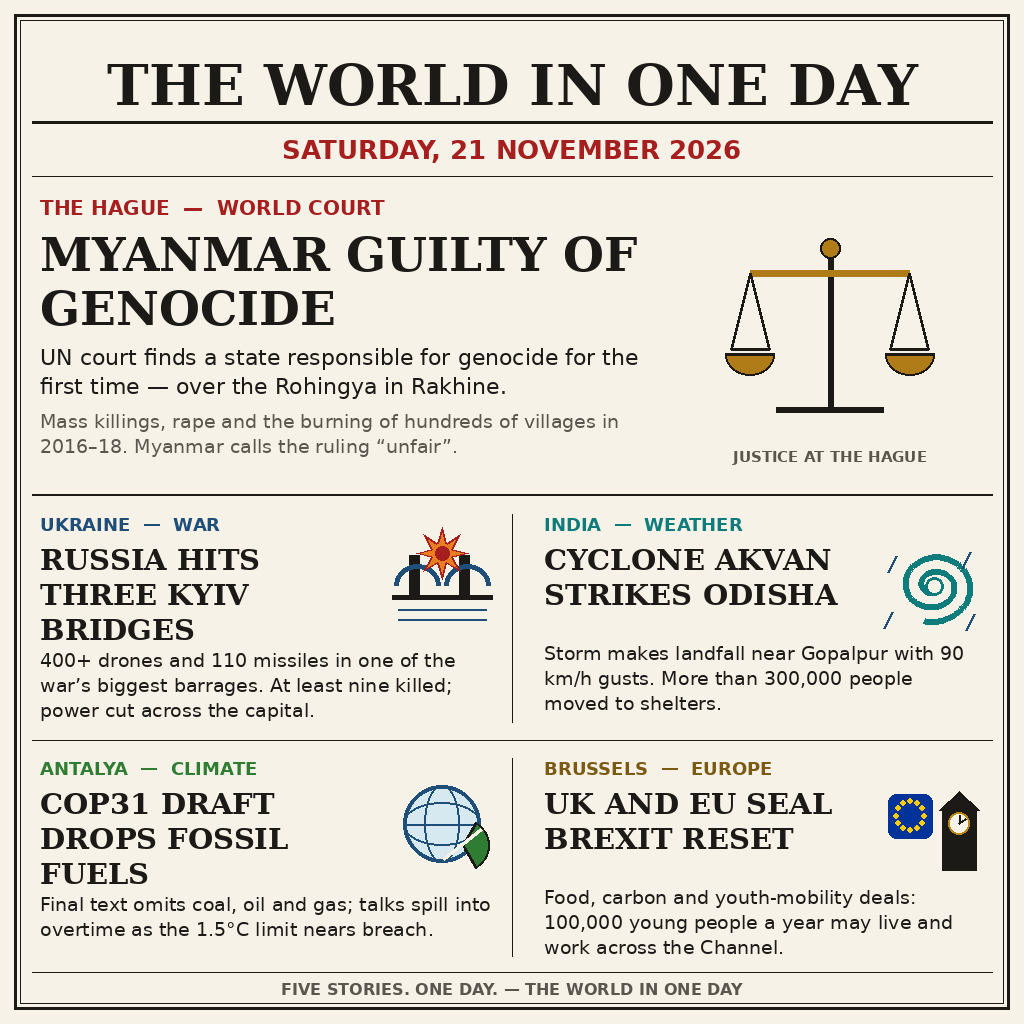 THE WORLD IN ONE DAY
SATURDAY, 21 NOVEMBER 2026
THE HAGUE — WORLD COURT
MYANMAR GUILTY OF
GENOCIDE
UN court finds a state responsible for genocide for the
first time — over the Rohingya in Rakhine.
Mass killings, rape and the burning of hundreds of villages in
2016–18. Myanmar calls the ruling “unfair”.
JUSTICE AT THE HAGUE
UKRAINE — WAR
RUSSIA HITS
THREE KYIV
BRIDGES
400+ drones and 110 missiles in one of the
war’s biggest barrages. At least nine killed;
power cut across the capital.
INDIA — WEATHER
CYCLONE AKVAN
STRIKES ODISHA
Storm makes landfall near Gopalpur with 90
km/h gusts. More than 300,000 people
moved to shelters.
ANTALYA — CLIMATE
COP31 DRAFT
DROPS FOSSIL
FUELS
Final text omits coal, oil and gas; talks spill into
overtime as the 1.5°C limit nears breach.
BRUSSELS — EUROPE
UK AND EU SEAL
BREXIT RESET
Food, carbon and youth-mobility deals:
100,000 young people a year may live and
work across the Channel.
FIVE STORIES. ONE DAY. — THE WORLD IN ONE DAY